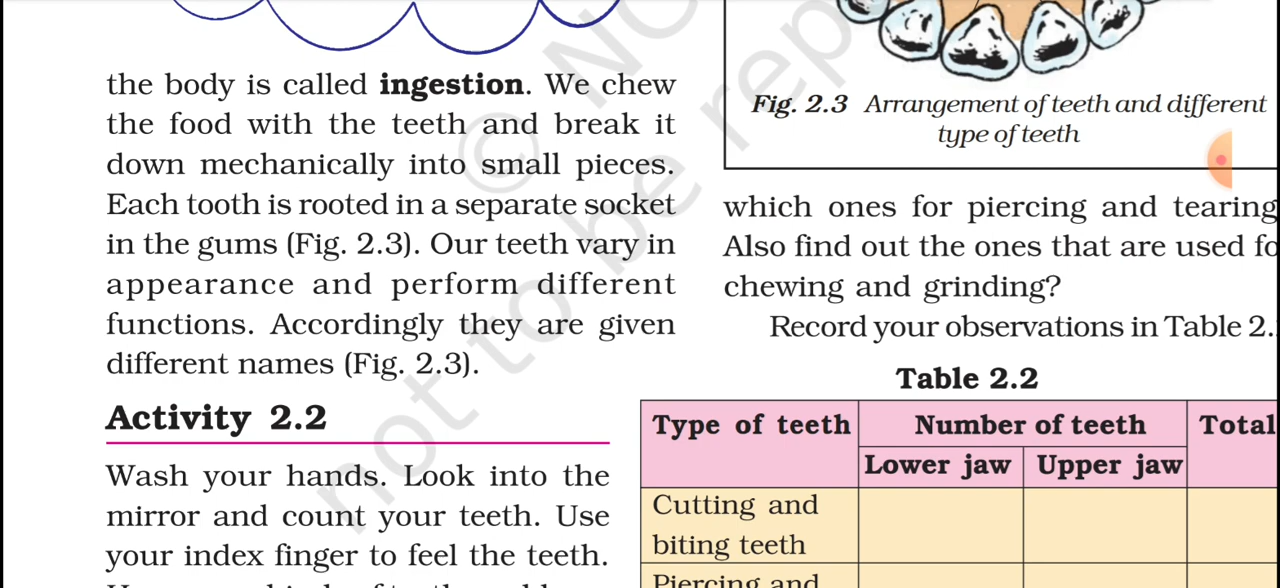 the body is called ingestion. We chew
the food with the teeth and break it
down mechanically into small pieces.
Each tooth is rooted in a separate socket
in the gums (Fig. 2.3). Our teeth vary in
appearance and perform different
functions. Accordingly they are given
different names (Fig. 2.3).
Activity 2.2
Wash your hands. Look into the
mirror and count your teeth. Use
your index finger to feel the teeth.
Fig. 2.3 Arrangement of teeth and different
type of teeth
which ones for piercing and tearing
Also find out the ones that are used
chewing and grinding?
Record your observations in Table 2.
Table 2.2
Type of teeth Number of teeth Total
Lower jaw Upper jaw
Cutting and
biting teeth
Piercing and
not to be
©